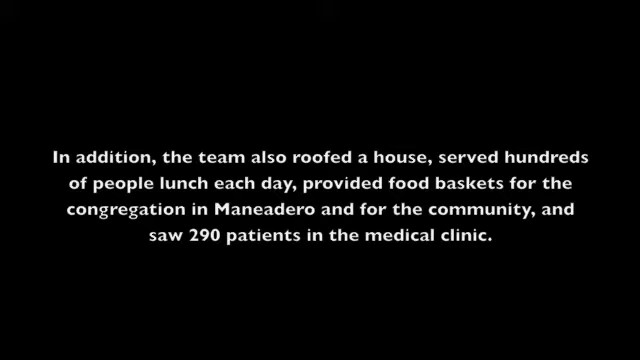 In addition, the team also roofed a house, served hundreds
of people lunch each day, provided food baskets for the
congregation in Maneadero and for the community, and
saw 290 patients in the medical clinic.